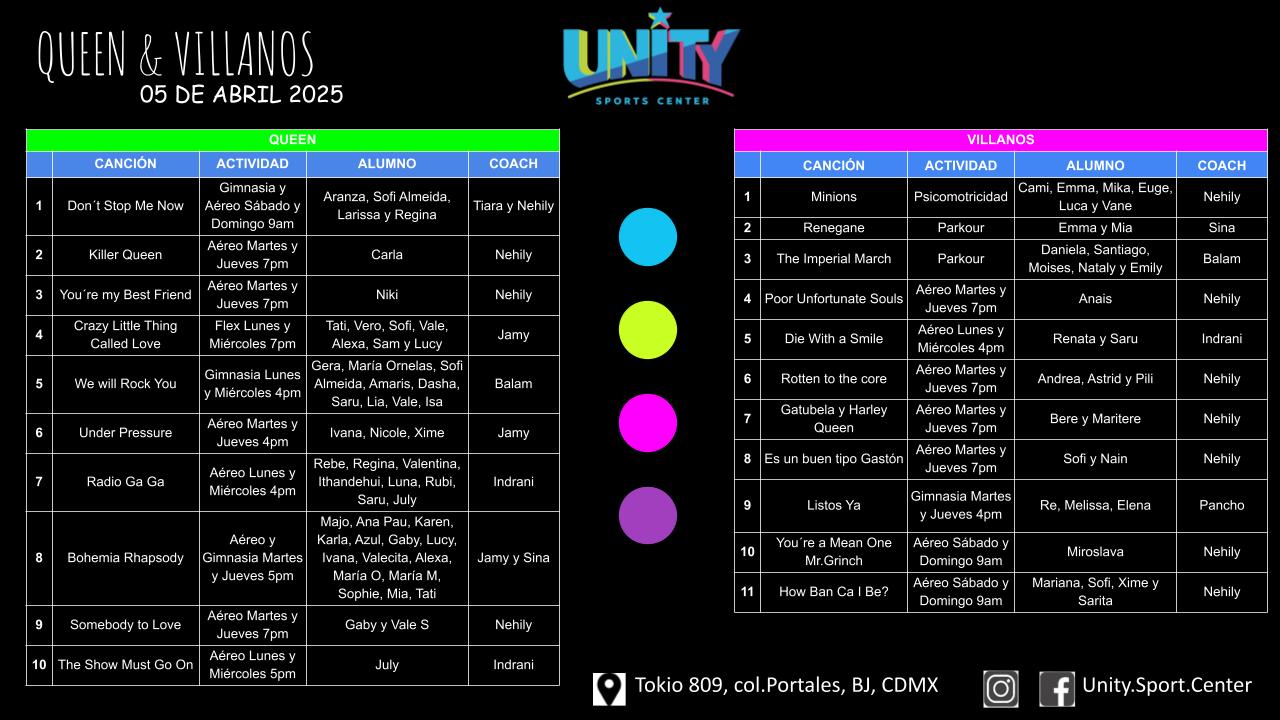 QUEEN & VILLANOS
05 DE ABRIL 2025
UNITY
SPORTS CENTER
QUEEN
CANCIÓN ACTIVIDAD ALUMNO COACH
1 Don´t Stop Me Now Gimnasia y Aéreo Sábado y Domingo 9am Aranza, Sofi Almeida, Larissa y Regina Tiara y Nehily
2 Killer Queen Aéreo Martes y Jueves 7pm Carla Nehily
3 You´re my Best Friend Aéreo Martes y Jueves 7pm Niki Nehily
4 Crazy Little Thing Called Love Flex Lunes y Miércoles 7pm Tati, Vero, Sofi, Vale, Alexa, Sam y Lucy Jamy
5 We will Rock You Gimnasia Lunes y Miércoles 4pm Gera, María Ornelas, Sofi Almeida, Amaris, Dasha, Saru, Lia, Vale, Isa Balam
6 Under Pressure Aéreo Martes y Jueves 4pm Ivana, Nicole, Xime Jamy
7 Radio Ga Ga Aéreo Lunes y Miércoles 4pm Rebe, Regina, Valentina, Ithandehui, Luna, Rubi, Saru, July Indrani
8 Bohemia Rhapsody Aéreo y Gimnasia Martes y Jueves 5pm Majo, Ana Pau, Karen, Karla, Azul, Gaby, Lucy, Ivana, Valecita, Alexa, María O, María M, Sophie, Mia, Tati Jamy y Sina
9 Somebody to Love Aéreo Martes y Jueves 7pm Gaby y Vale S Nehily
10 The Show Must Go On Aéreo Lunes y Miércoles 5pm July Indrani
VILLANOS
CANCIÓN ACTIVIDAD ALUMNO COACH
1 Minions Psicomotricidad Cami, Emma, Mika, Euge, Luca y Vane Nehily
2 Renegane Parkour Emma y Mia Sina
3 The Imperial March Parkour Daniela, Santiago, Moises, Nataly y Emily Balam
4 Poor Unfortunate Souls Aéreo Martes y Jueves 7pm Anais Nehily
5 Die With a Smile Aéreo Lunes y Miércoles 4pm Renata y Saru Indrani
6 Rotten to the core Aéreo Martes y Jueves 7pm Andrea, Astrid y Pili Nehily
7 Gatubela y Harley Queen Aéreo Martes y Jueves 7pm Bere y Maritere Nehily
8 Es un buen tipo Gastón Aéreo Martes y Jueves 7pm Sofi y Nain Nehily
9 Listos Ya Gimnasia Martes y Jueves 4pm Re, Melissa, Elena Pancho
10 You´re a Mean One Mr.Grinch Aéreo Sábado y Domingo 9am Miroslava Nehily
11 How Ban Ca I Be? Aéreo Sábado y Domingo 9am Mariana, Sofi, Xime y Sarita Nehily
Tokio 809, col.Portales, BJ, CDMX
Unity.Sport.Center